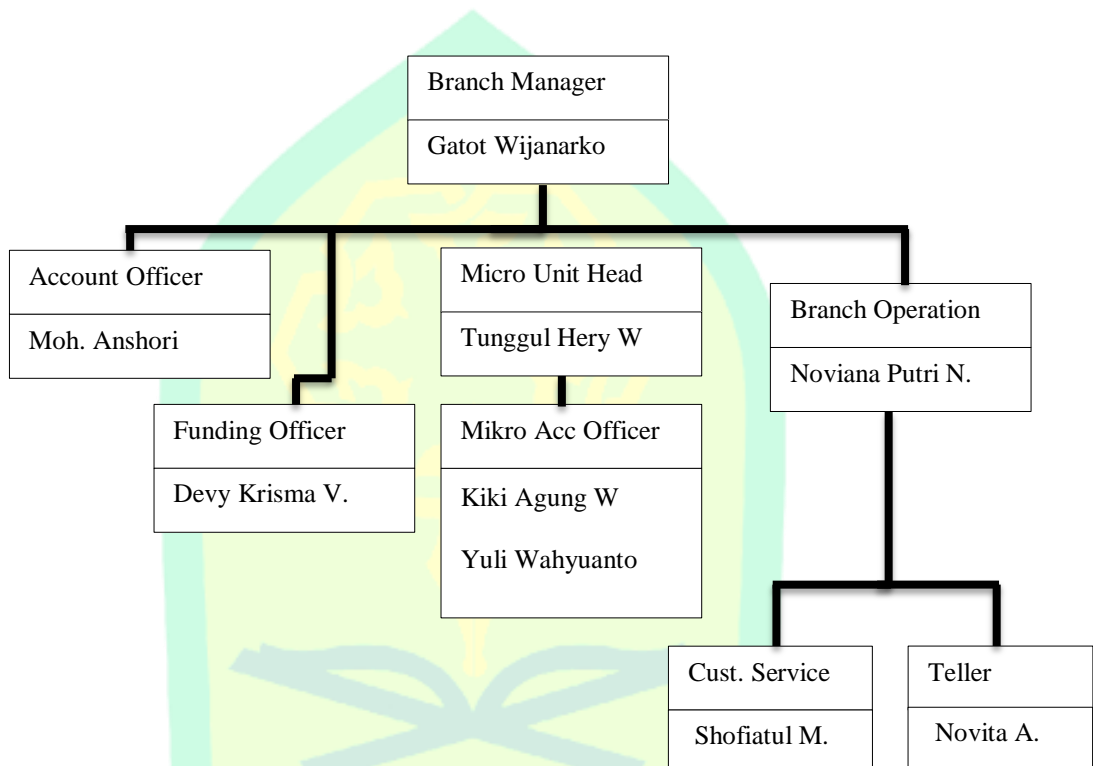 Branch Manager
Gatot Wijanarko
Account Officer
Moh. Anshori
Micro Unit Head
Tunggul Hery W
Branch Operation
Noviana Putri N.
Funding Officer
Devy Krisma V.
Mikro Acc Officer
Kiki Agung W
Yuli Wahyuanto
Cust. Service
Shofiatul M.
Teller
Novita A.